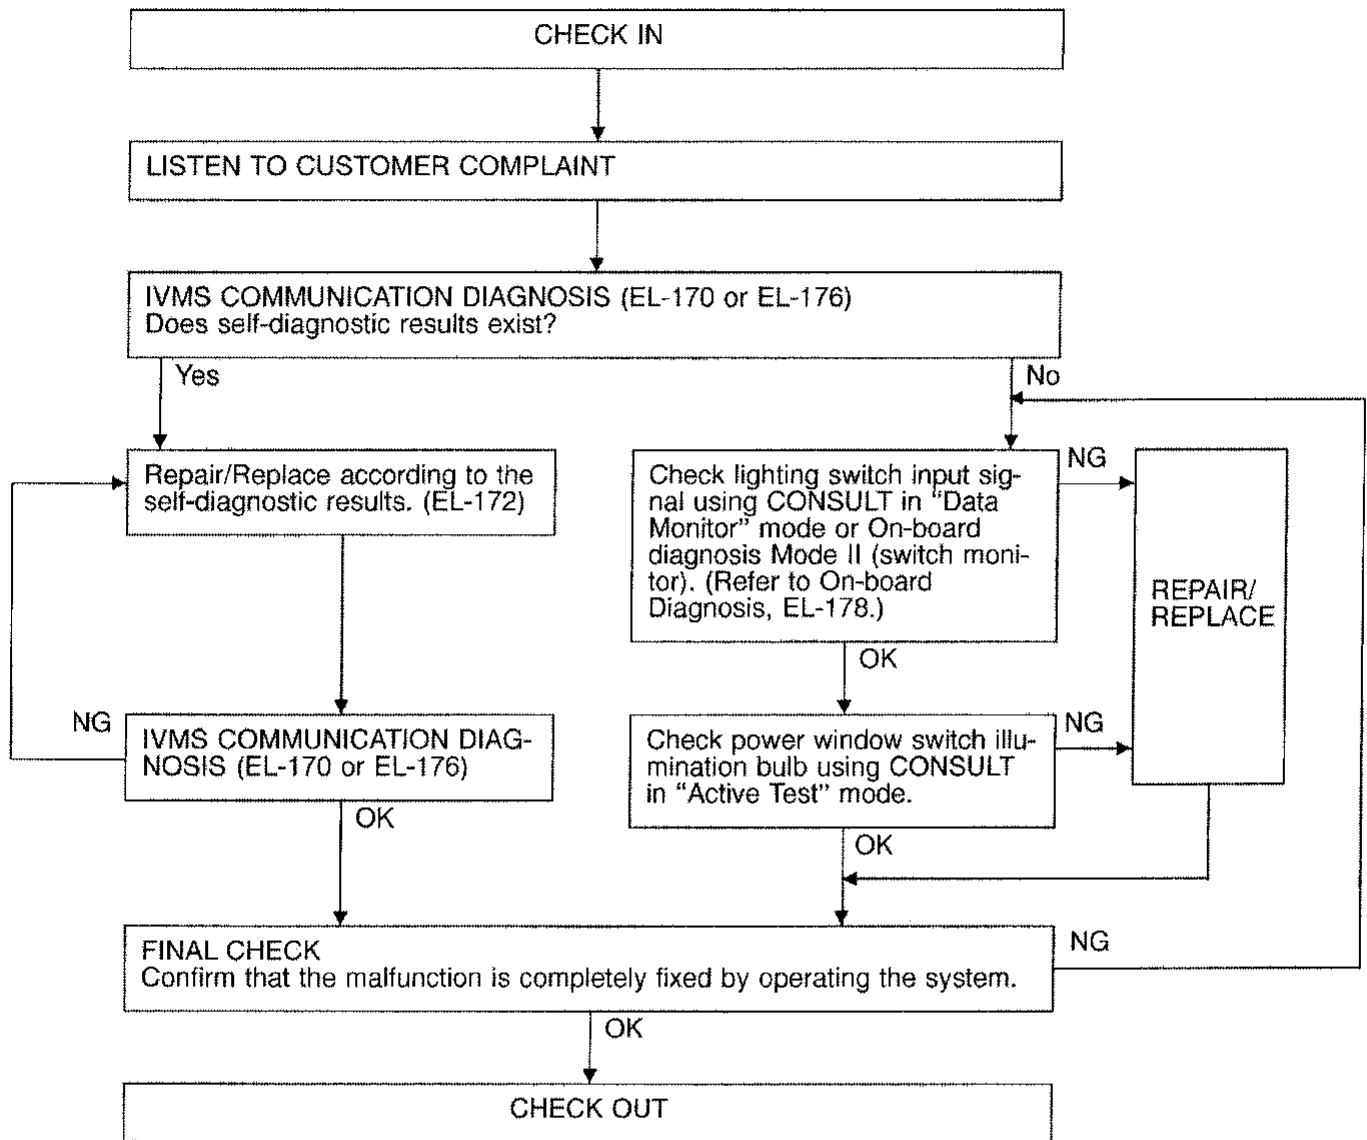 CHECK IN
LISTEN TO CUSTOMER COMPLAINT
IVMS COMMUNICATION DIAGNOSIS (EL-170 or EL-176)
Does self-diagnostic results exist?
Yes
No
Repair/Replace according to the
self-diagnostic results. (EL-172)
Check lighting switch input sig-
nal using CONSULT in “Data
Monitor” mode or On-board
diagnosis Mode II (switch moni-
tor). (Refer to On-board
Diagnosis, EL-178.)
NG
REPAIR/
REPLACE
OK
NG
IVMS COMMUNICATION DIAG-
NOSIS (EL-170 or EL-176)
Check power window switch illu-
mination bulb using CONSULT
in “Active Test” mode.
NG
OK
OK
FINAL CHECK
Confirm that the malfunction is completely fixed by operating the system.
NG
OK
CHECK OUT